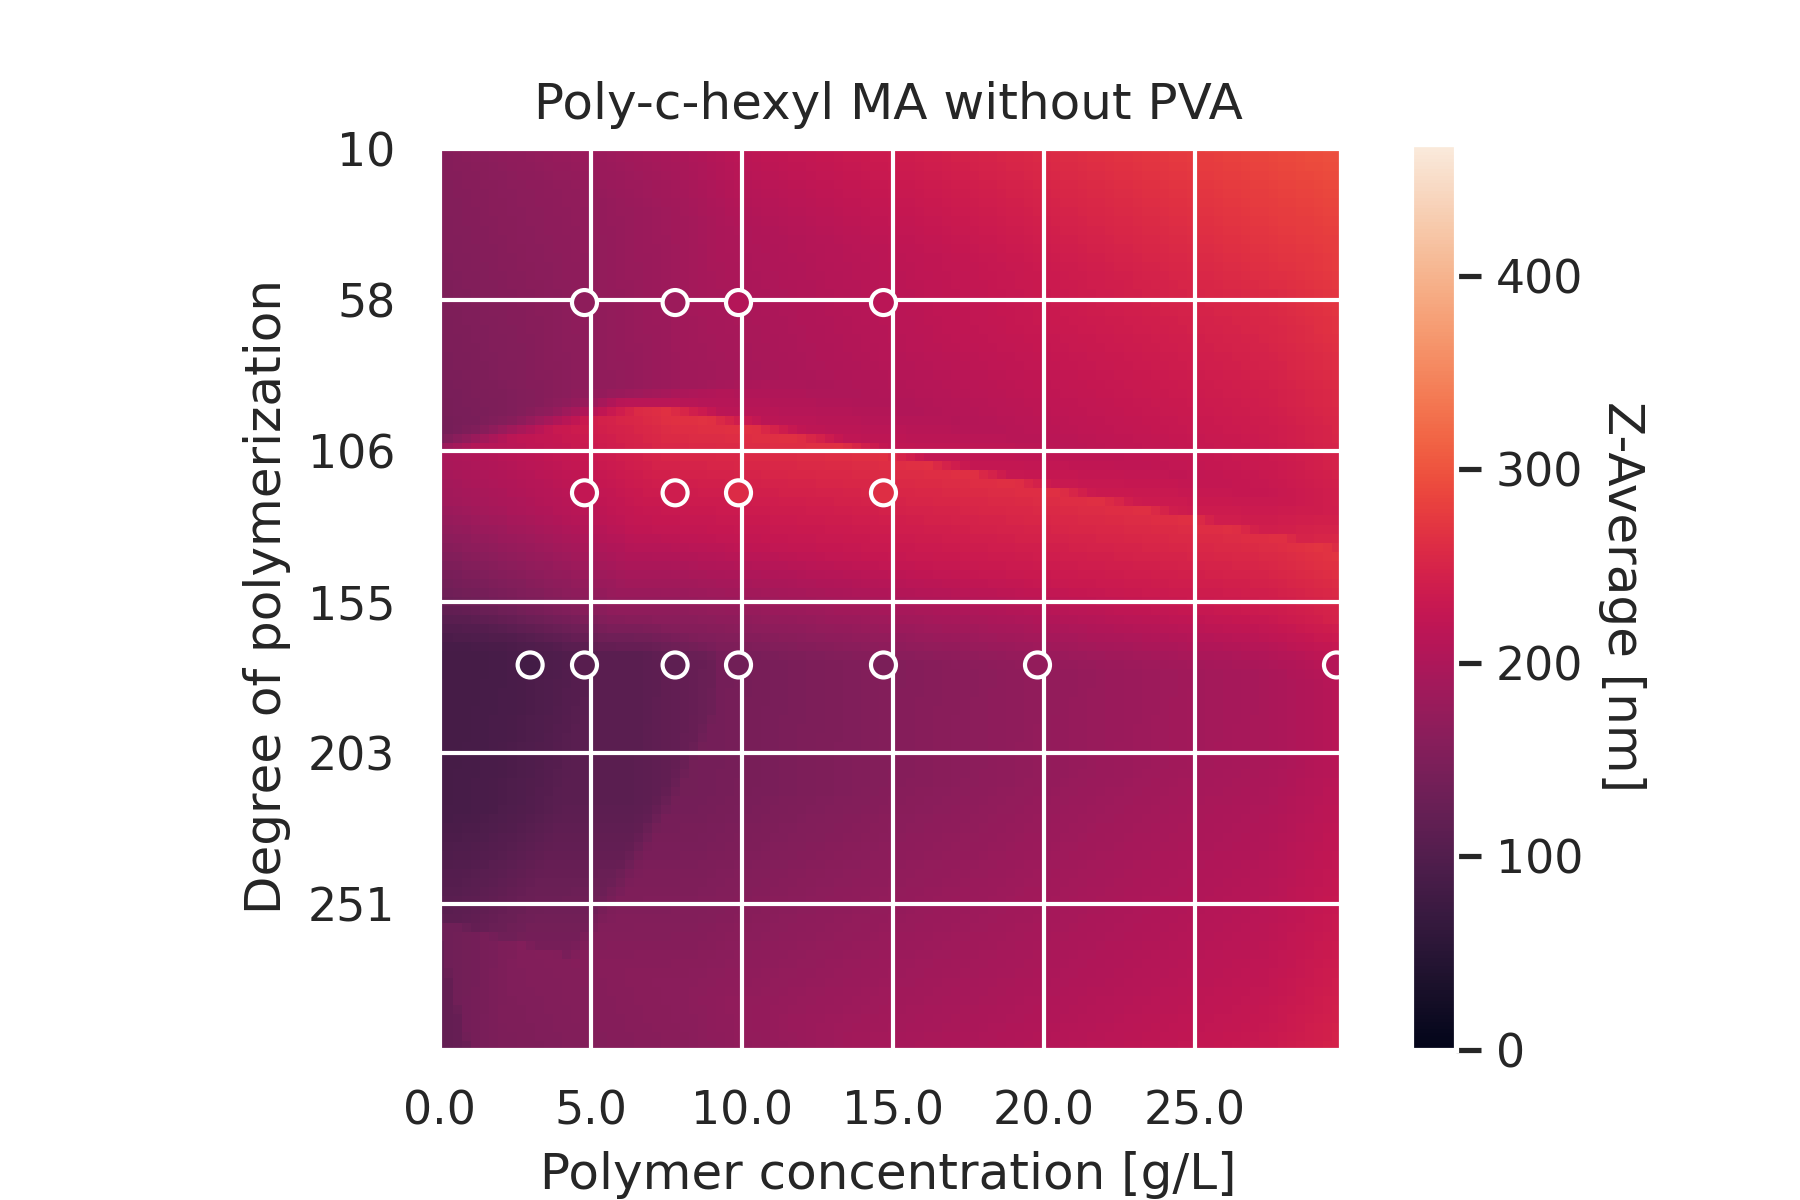 Poly-c-hexyl MA without PVA
10
58
106
155
203
251
Degree of polymerization
0.0 5.0 10.0 15.0 20.0 25.0
Polymer concentration [g/L]
400
300
200
100
0
Z-Average [nm]